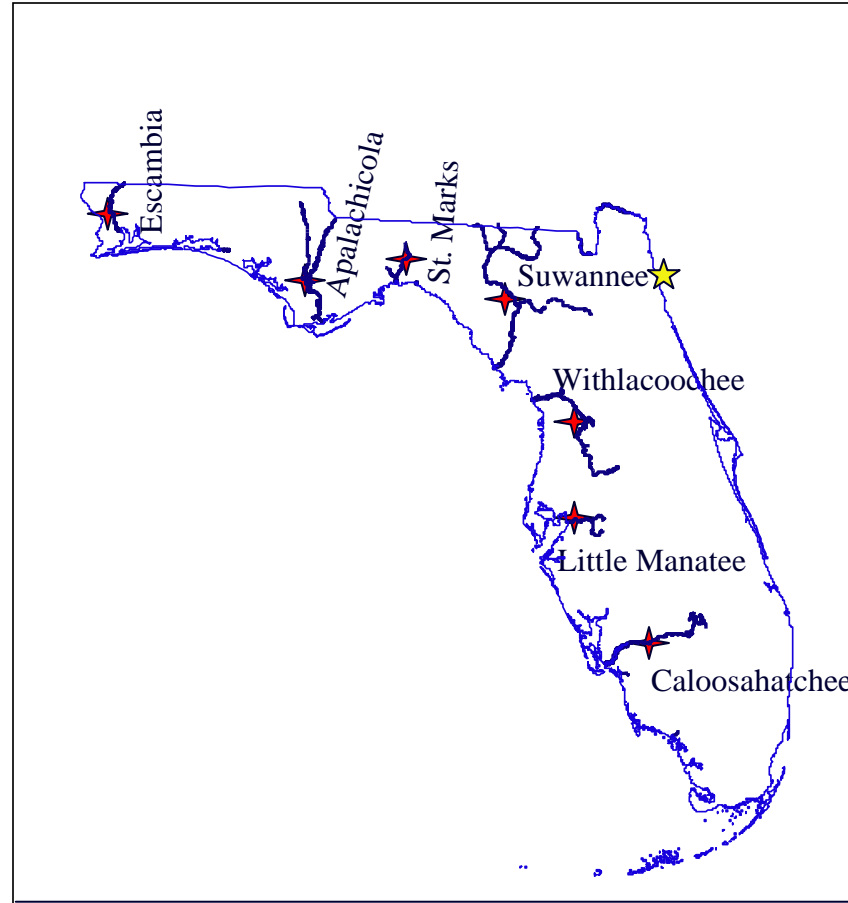 Escambia
Apalachicola
St. Marks
Suwannee
Withlacoochee
Little Manatee
Caloosahatchee